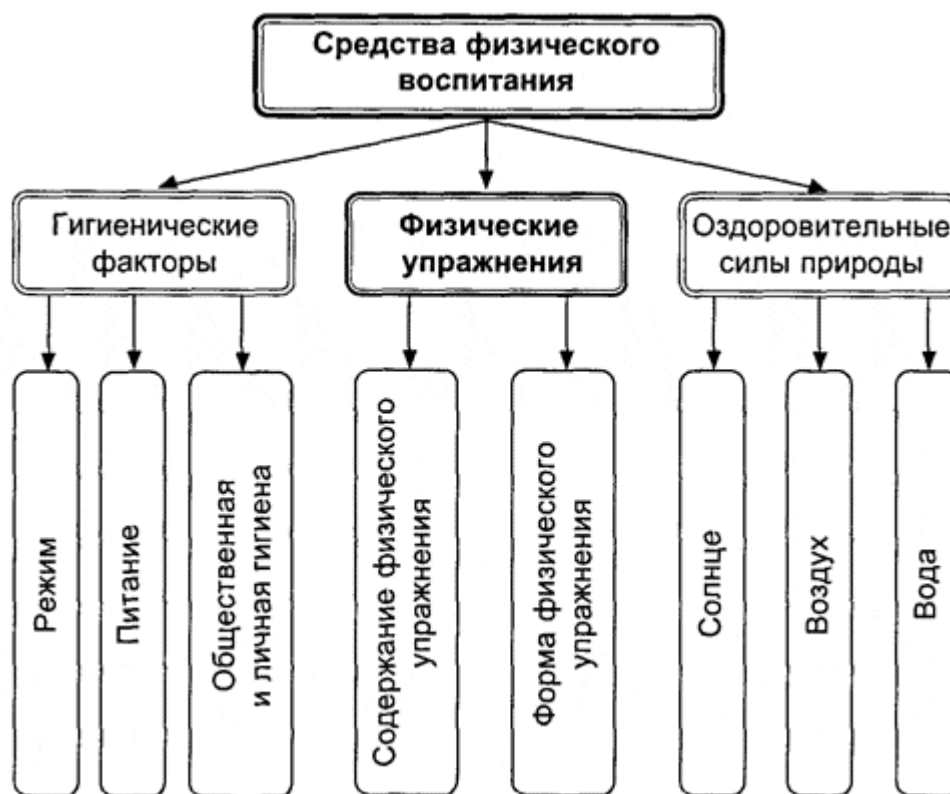 Средства физического
воспитания
Гигиенические
факторы
Физические
упражнения
Оздоровительные
силы природы
Режим
Питание
Общественная
и личная гигиена
Содержание физического
упражнения
Форма физического
упражнения
Солнце
Воздух
Вода